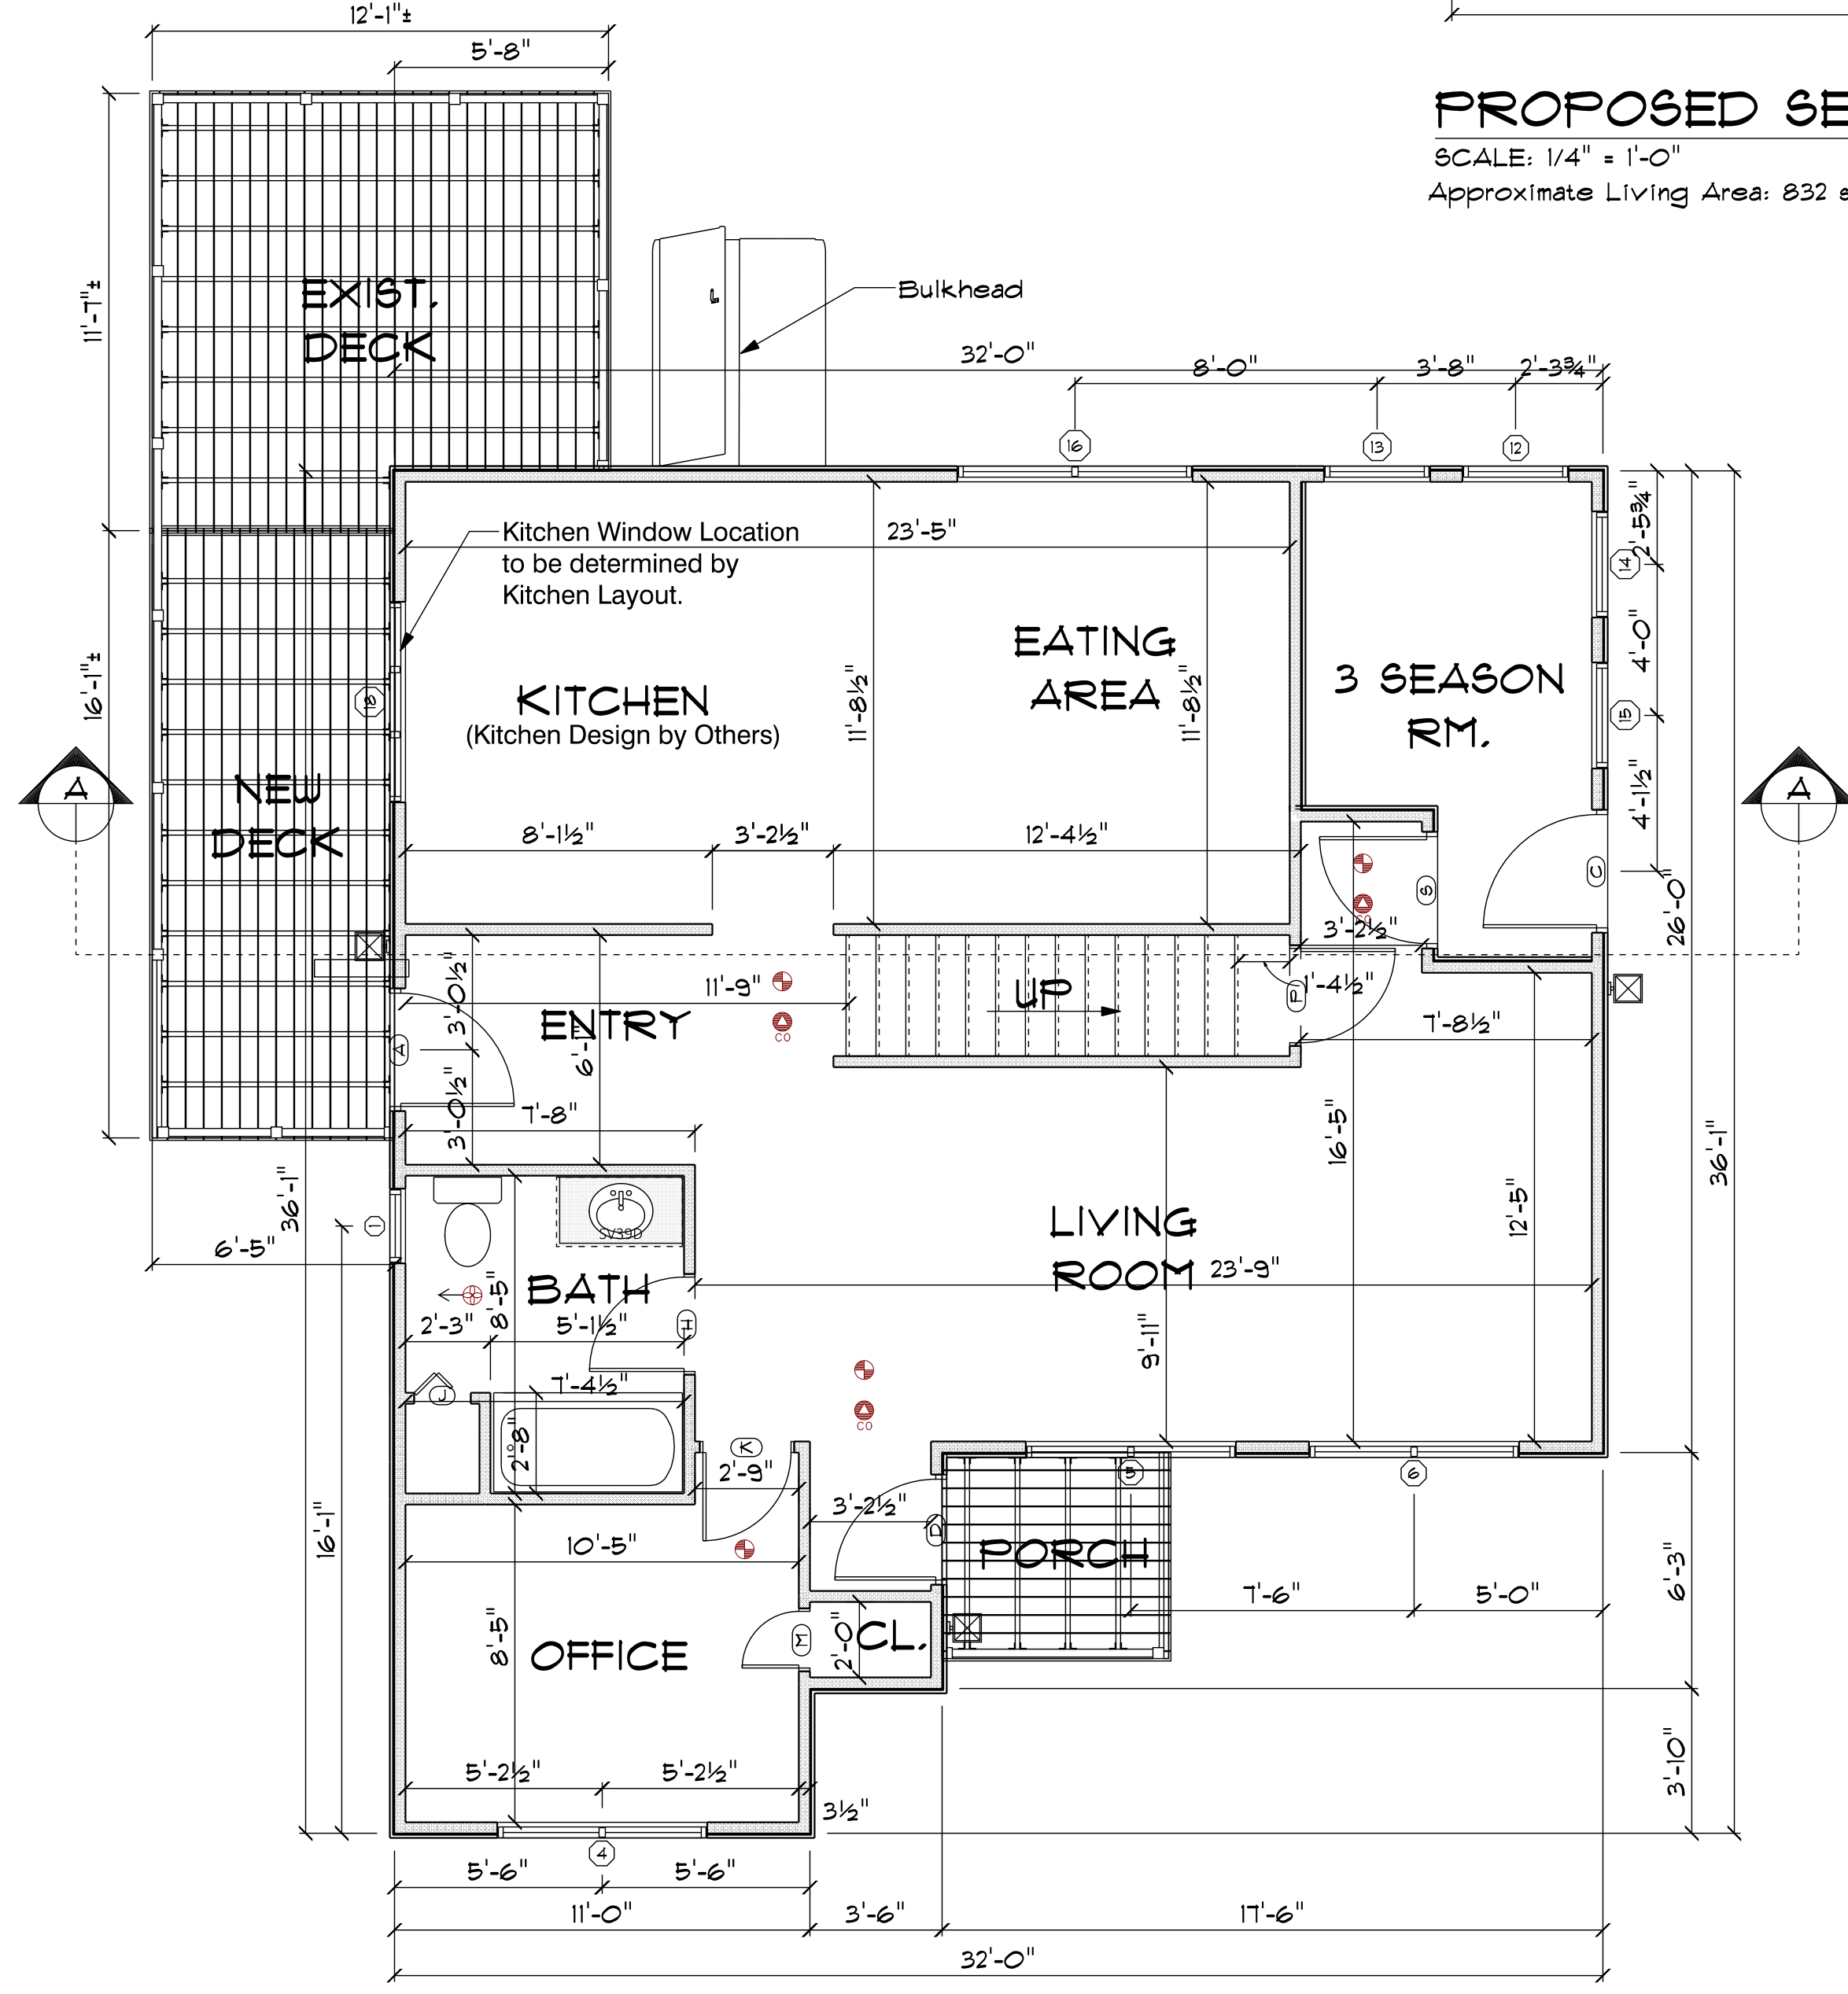 12'-1"±
5'-8"
PROPOSED SE
SCALE: 1/4" = 1'-0"
Approximate Living Area: 832 s
11'-7"±
EXIST.
DECK
Bulkhead
32'-0"
8'-0"
3'-8"
2'-3¾"
16
13
12
Kitchen Window Location
to be determined by
Kitchen Layout.
23'-5"
2'-5¾"
14
EATING
AREA
4'-0"
3 SEASON
RM.
KITCHEN
(Kitchen Design by Others)
11'-8½"
11'-8½"
16'-1"±
18
15
A
NEW
DECK
A
4'-1½"
8'-1½"
3'-2½"
12'-4½"
S
C
CO
26'-0"
3'-2½"
3'-0½"
11'-9"
UP
P
1'-4½"
ENTRY
CO
7'-8½"
A
6'-1"
3'-0½"
7'-8"
16'-5"
36'-1"
36'-1"
1
SV39D
LIVING
ROOM
12'-5"
6'-5"
23'-9"
BATH
8'-5"
2'-3"
5'-1½"
H
9'-11"
J
7'-4½"
CO
2'-8"
K
2'-9"
5
6
16'-1"
3'-2½"
D
10'-5"
PORCH
6'-3"
7'-6"
5'-0"
8'-5"
OFFICE
M
2'-0"
CL.
5'-2½"
5'-2½"
3'-10"
3½"
4
5'-6"
5'-6"
11'-0"
3'-6"
17'-6"
32'-0"